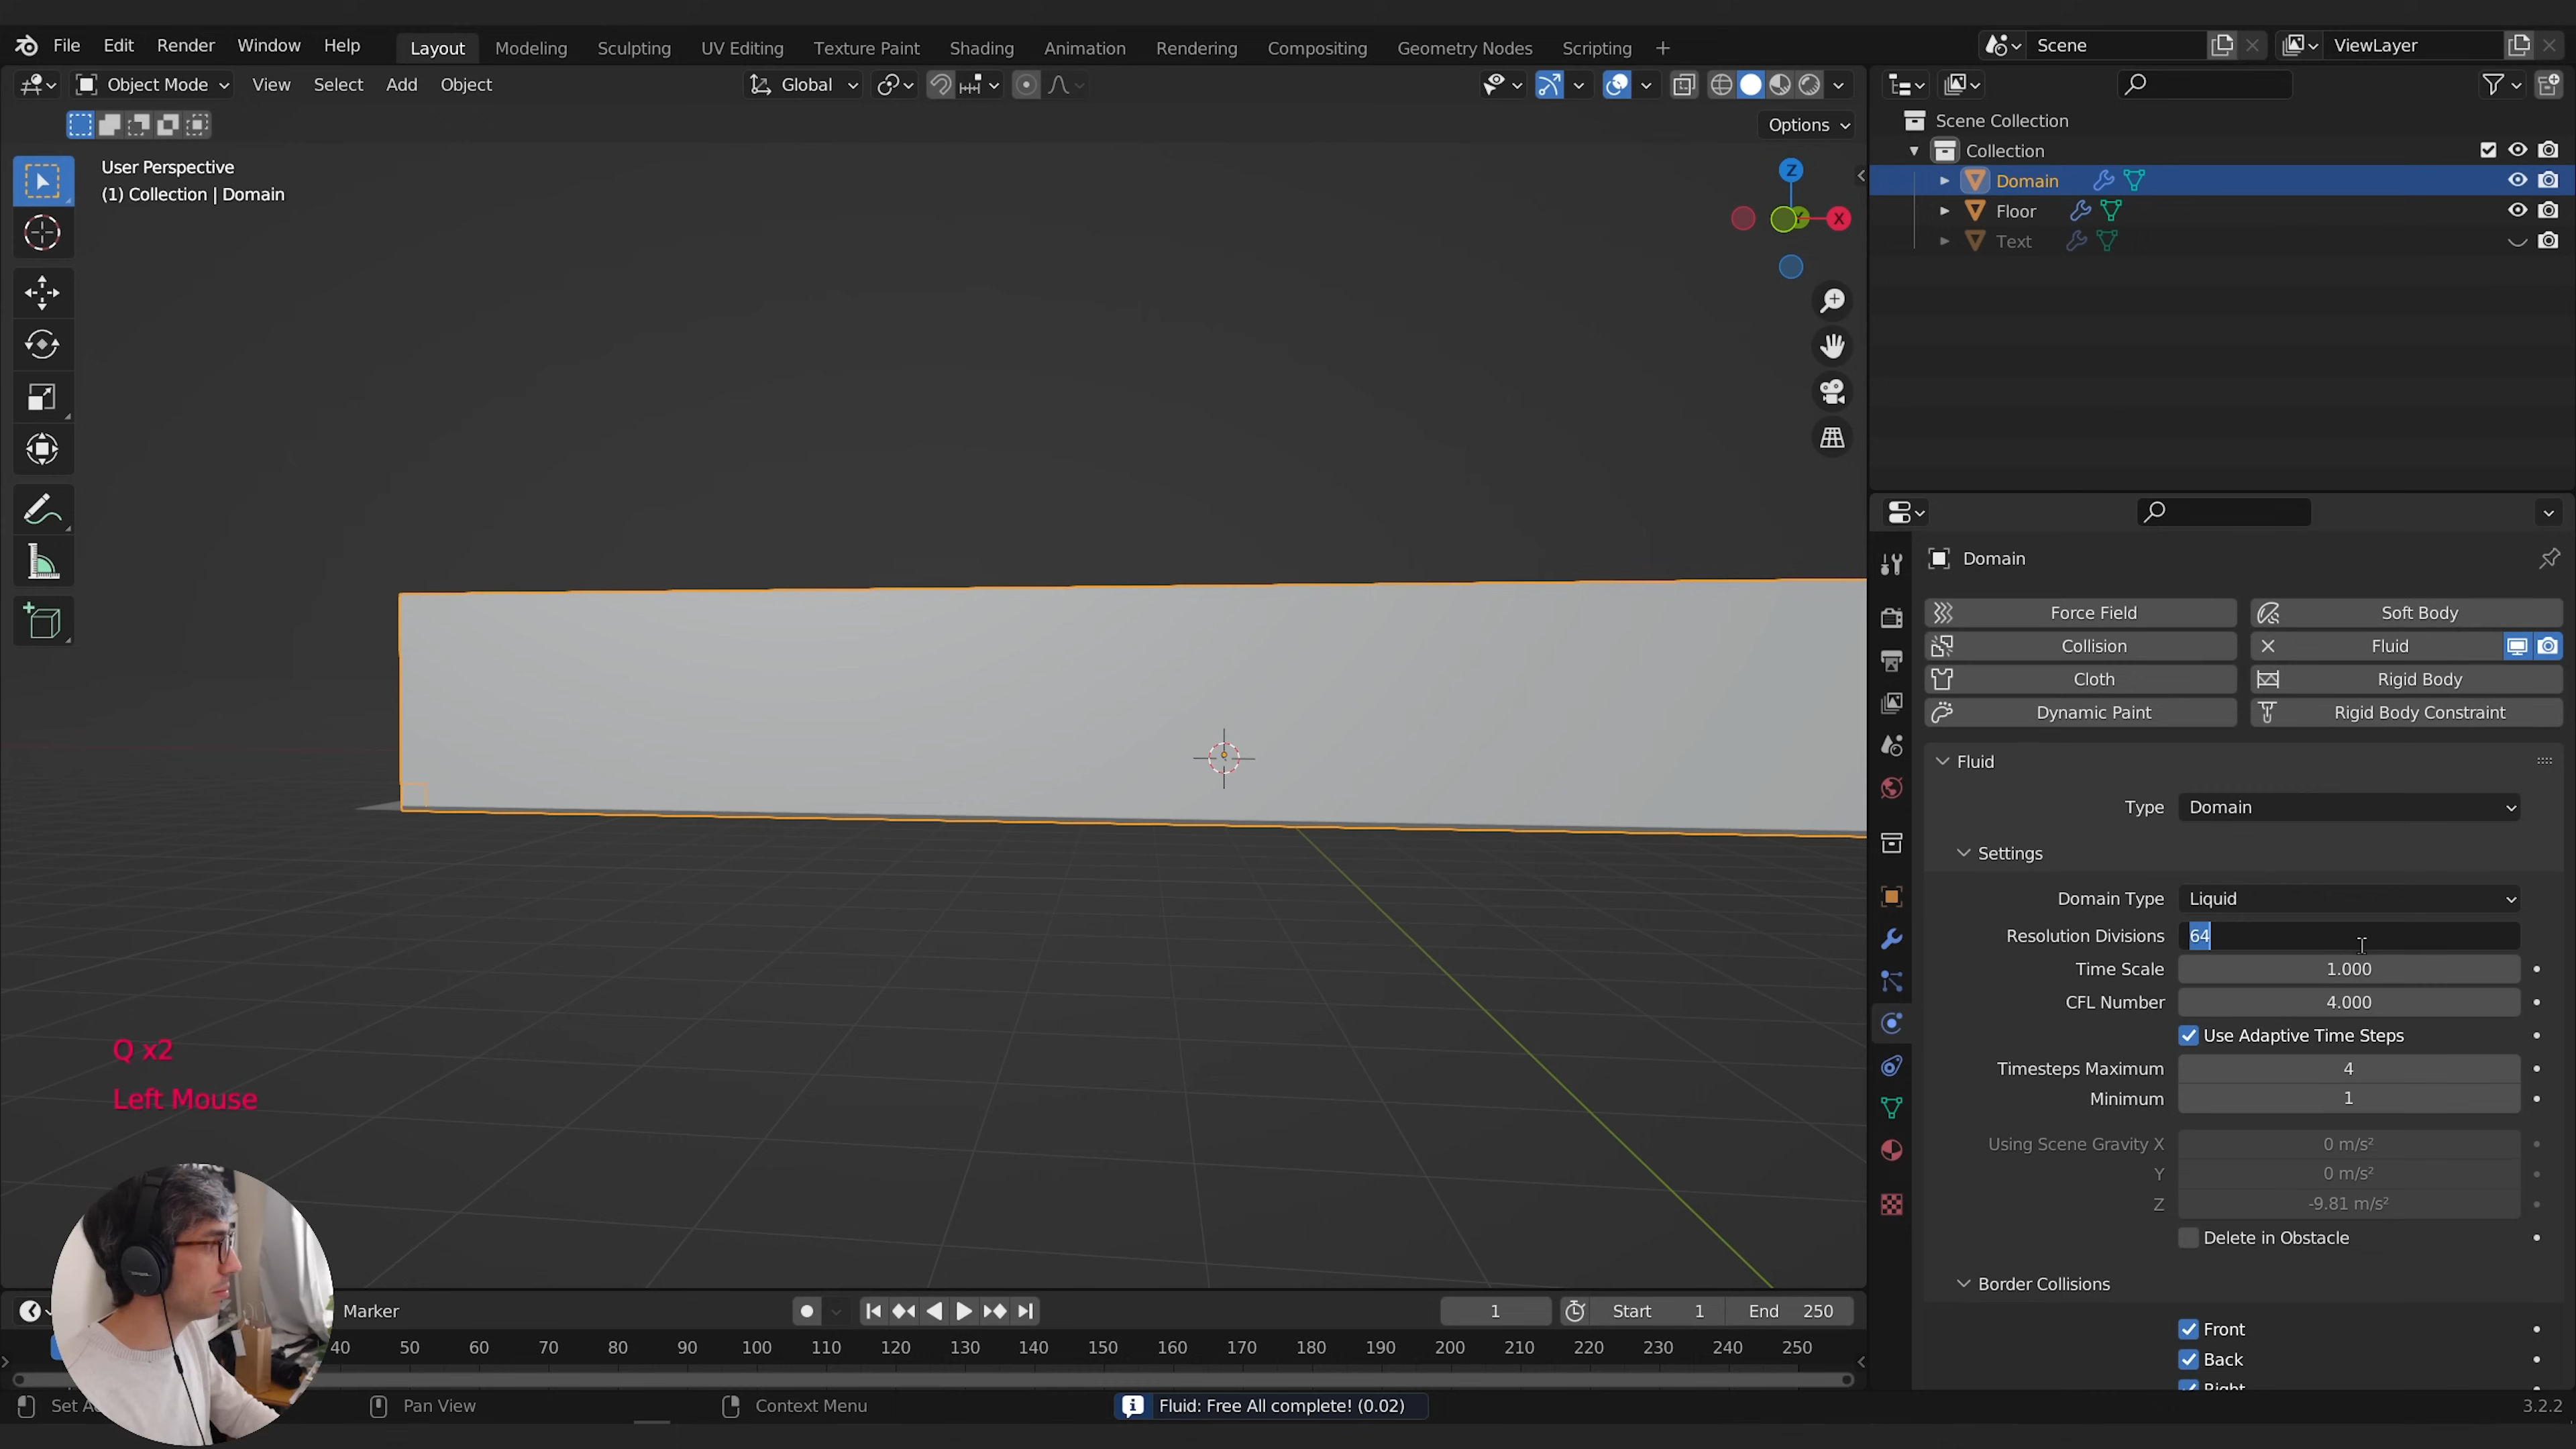 File Edit Render Window Help Layout Modeling Sculpting UV Editing Texture Paint Shading Animation Rendering Compositing Geometry Nodes Scripting + Scene ViewLayer
Object Mode View Select Add Object Global
Options
User Perspective
(1) Collection | Domain
Z
X
Scene Collection
Collection
Domain
Floor
Text
Domain
Force Field Soft Body
Collision Fluid
Cloth Rigid Body
Dynamic Paint Rigid Body Constraint
Fluid
Type Domain
Settings
Domain Type Liquid
Resolution Divisions 64
Time Scale 1.000
CFL Number 4.000
Use Adaptive Time Steps
Timesteps Maximum 4
Minimum 1
Using Scene Gravity X 0 m/s²
Y 0 m/s²
Z -9.81 m/s²
Delete in Obstacle
Border Collisions
Front
Back
Right
Q x2
Left Mouse
Marker 1 Start 1 End 250
40 50 60 70 80 90 100 110 120 130 140 150 160 170 180 190 200 210 220 230 240 250
Pan View Context Menu Fluid: Free All complete! (0.02) 3.2.2